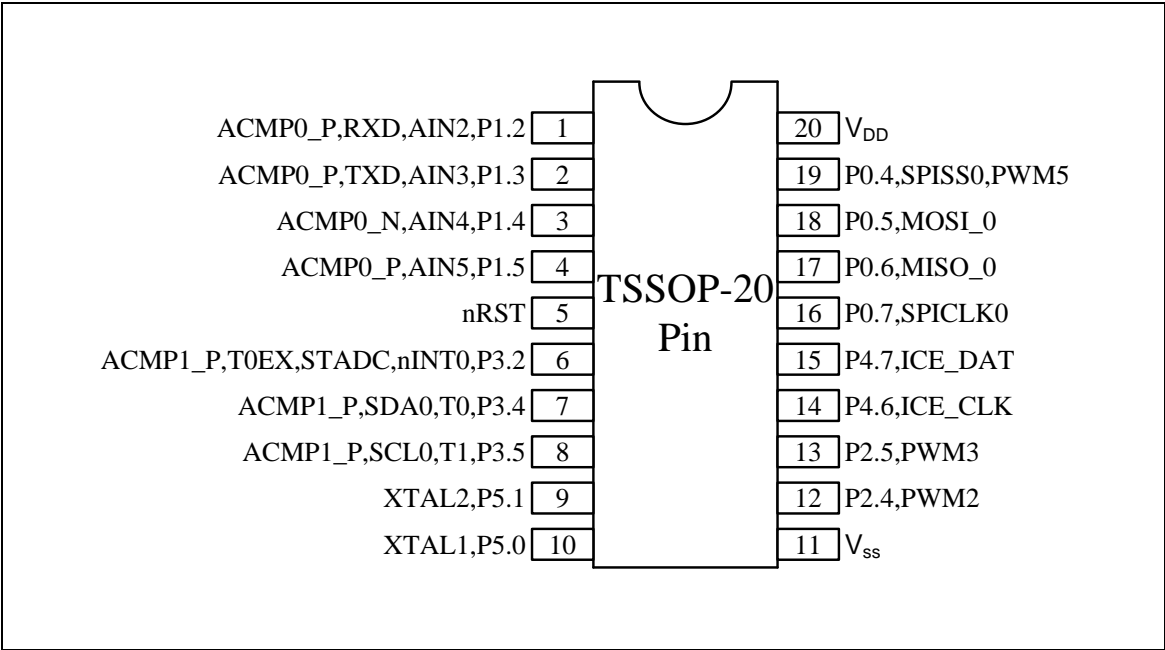 ACMP0_P,RXD,AIN2,P1.2 1
ACMP0_P,TXD,AIN3,P1.3 2
ACMP0_N,AIN4,P1.4 3
ACMP0_P,AIN5,P1.5 4
nRST 5
ACMP1_P,T0EX,STADC,nINT0,P3.2 6
ACMP1_P,SDA0,T0,P3.4 7
ACMP1_P,SCL0,T1,P3.5 8
XTAL2,P5.1 9
XTAL1,P5.0 10
TSSOP-20
Pin
20 VDD
19 P0.4,SPISS0,PWM5
18 P0.5,MOSI_0
17 P0.6,MISO_0
16 P0.7,SPICLK0
15 P4.7,ICE_DAT
14 P4.6,ICE_CLK
13 P2.5,PWM3
12 P2.4,PWM2
11 Vss